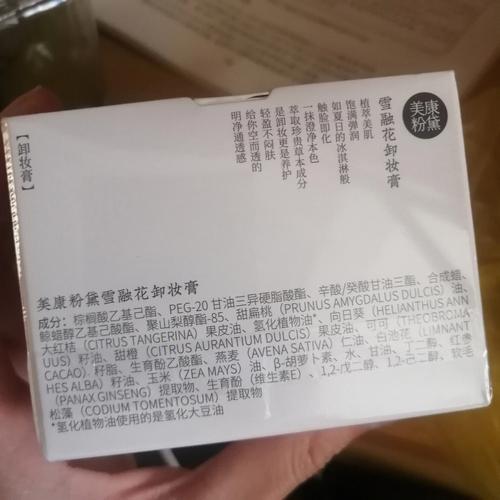 美康
粉黛
雪融花卸妆膏
植萃美肌
饱满弹润
如夏日的冰淇淋般
触脸即化
一抹澄净本色
萃取珍贵草本成分
是卸妆更是养护
轻盈不闷肤
给你空而透的
明净通透感
【卸妆膏】
美康粉黛雪融花卸妆膏
成分：棕榈酸乙基己酯、PEG-20 甘油三异硬脂酸酯、辛酸/癸酸甘油三酯、合成蜡、
鲸蜡醇乙基己酸酯、聚山梨醇酯-85、甜扁桃（PRUNUS AMYGDALUS DULCIS）油、
大红桔（CITRUS TANGERINA）果皮油、氢化植物油*、向日葵（HELIANTHUS ANN
UUS）籽油、甜橙（CITRUS AURANTIUM DULCIS）果皮油、可可（THEOBROMA
CACAO）籽脂、生育酚乙酸酯、燕麦（AVENA SATIVA）仁油、白池花（LIMNANT
HES ALBA）籽油、玉米（ZEA MAYS）油、β-胡萝卜素、水、甘油、丁二醇、红参
（PANAX GINSENG）提取物、生育酚（维生素E）、1,2-戊二醇、1,2-己二醇、软毛
松藻（CODIUM TOMENTOSUM）提取物
*氢化植物油使用的是氢化大豆油